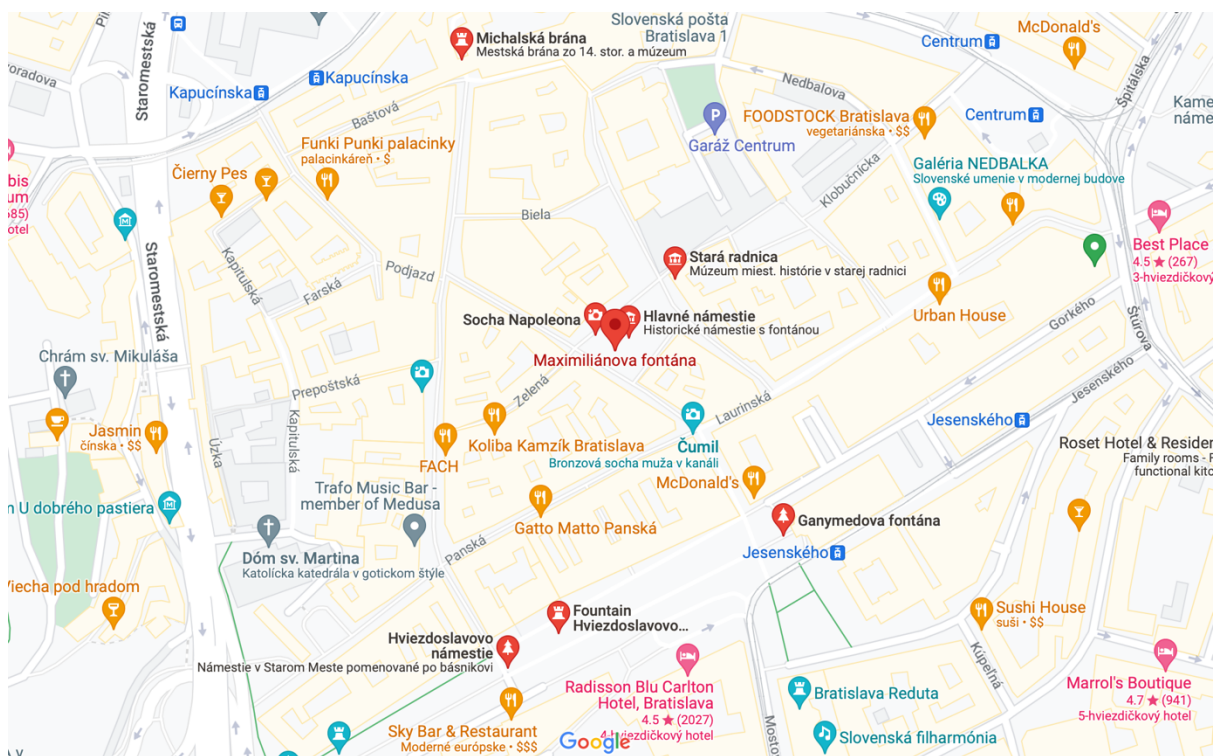 Michalská brána
Mestská brána zo 14. stor. a múzeum
Slovenská pošta
Bratislava 1
McDonald's
Centrum
Staromestská
Kapucínska
Kapucínska
Baštová
Nedbalova
Špitálska
Funki Punki palacinky
palacinkáreň • $
FOODSTOCK Bratislava
vegetariánska • $$
Centrum
Garáž Centrum
Klobučnícka
Čierny Pes
Galéria NEDBALKA
Slovenské umenie v modernej budove
Biela
Staromestská
Kapitulská
Farská
Podjazd
Stará radnica
Múzeum miest. histórie v starej radnici
Best Place
4.5 ★ (267)
3-hviezdičkový
Štúrova
Socha Napoleona
Hlavné námestie
Historické námestie s fontánou
Urban House
Gorkého
Maximiliánova fontána
Chrám sv. Mikuláša
Prepoštská
Zelená
Laurinská
Jesenského
Jasmin
čínska • $$
Úzka
Kapitulská
FACH
Koliba Kamzík Bratislava
Čumil
Bronzová socha muža v kanáli
Jesenského
Roset Hotel & Resider
Family rooms - F
functional kitc
McDonald's
Trafo Music Bar -
member of Medusa
n U dobrého pastiera
Gatto Matto Panská
Panská
Ganymedova fontána
Jesenského
Dóm sv. Martina
Katolícka katedrála v gotickom štýle
Viecha pod hradom
Fountain
Hviezdoslavovo...
Sushi House
suši • $$
Kúpeľná
Hviezdoslavovo
námestie
Námestie v Starom Meste pomenované po básnikovi
Radisson Blu Carlton
Hotel, Bratislava
4.5 ★ (2027)
4-hviezdičkový hotel
Bratislava Reduta
Marrol's Boutique
4.7 ★ (941)
5-hviezdičkový hotel
Sky Bar & Restaurant
Moderné európske • $$$
Google
Slovenská filharmónia